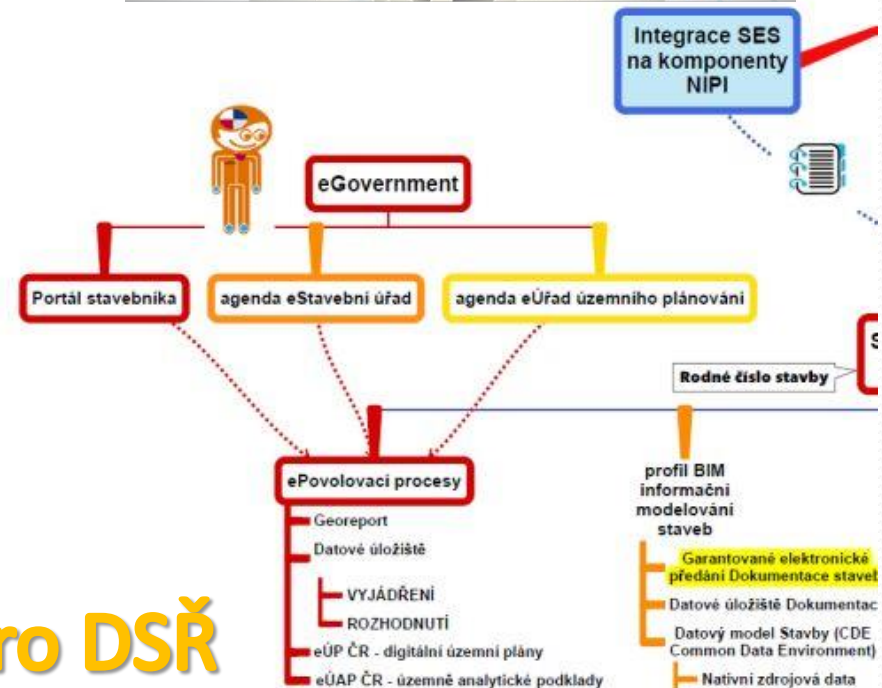 Integrace SES
na komponenty
NIPI
eGovernment
Portál stavebníka
agenda eStavební úřad
agenda eÚřad územního plánování
S
Rodné číslo stavby
ePovolovací procesy
Georeport
Datové úložiště
VYJÁDŘENÍ
ROZHODNUTÍ
eÚP ČR - digitální územní plány
eÚAP ČR - územně analytické podklady
profil BIM
informační
modelování
staveb
Garantované elektronické
předání Dokumentace staveb
Datové úložiště Dokumentac
Datový model Stavby (CDE
Common Data Environment)
Nativní zdrojová data
ro DSŘ